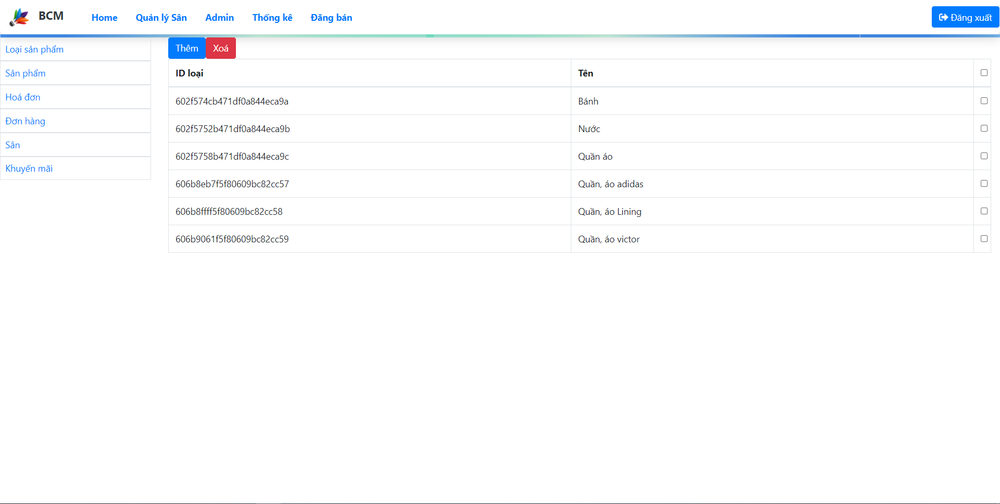 BCM Home Quản lý Sân Admin Thống kê Đăng bán Đăng xuất
Loại sản phẩm
Sản phẩm
Hoá đơn
Đơn hàng
Sân
Khuyến mãi
Thêm Xoá
ID loại Tên
602f574cb471df0a844eca9a Bánh
602f5752b471df0a844eca9b Nước
602f5758b471df0a844eca9c Quần áo
606b8eb7f5f80609bc82cc57 Quần, áo adidas
606b8ffff5f80609bc82cc58 Quần, áo Lining
606b9061f5f80609bc82cc59 Quần, áo victor